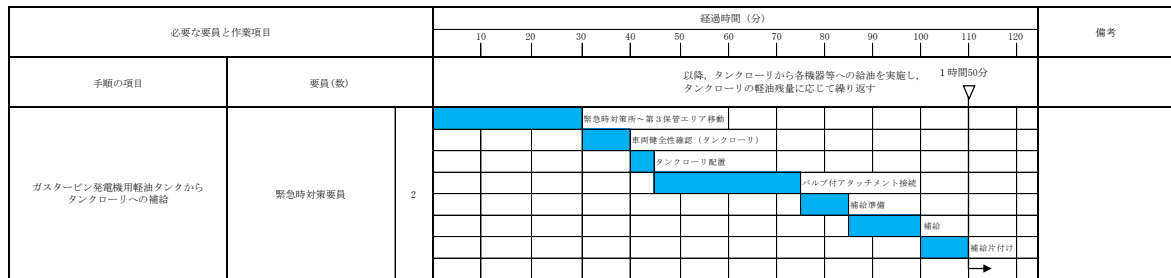 必要な要員と作業項目
経過時間（分）
備考
10 20 30 40 50 60 70 80 90 100 110 120
手順の項目
要員(数)
以降，タンクローリから各機器等への給油を実施し，
タンクローリの軽油残量に応じて繰り返す
1時間50分
ガスタービン発電機用軽油タンクから
タンクローリへの補給
緊急時対策要員
2
緊急時対策所～第３保管エリア移動
車両健全性確認（タンクローリ）
タンクローリ配置
バルブ付アタッチメント接続
補給準備
補給
補給片付け